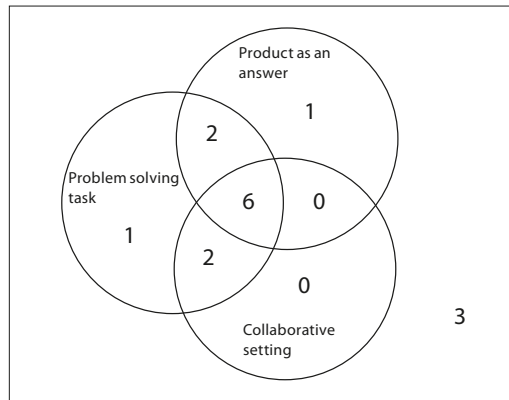 Product as an
answer
1
2
Problem solving
task
6
0
1
2
0
3
Collaborative
setting